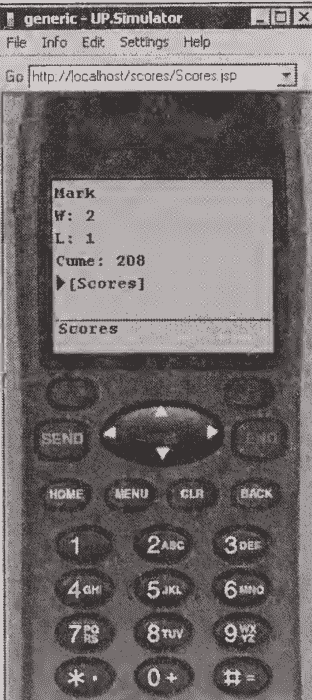 generic - UP.Simulator
File Info Edit Settings Help
Go http://localhost/scores/Scores.jsp
Mark
W: 2
L: 1
Cume: 208
[Scores]
Scores
SEND END
HOME MENU CLR BACK
1 2ABC 3DEF
4GHI 5JKL 6MNO
7PQRS 8TUV 9WXYZ
* 0+ #